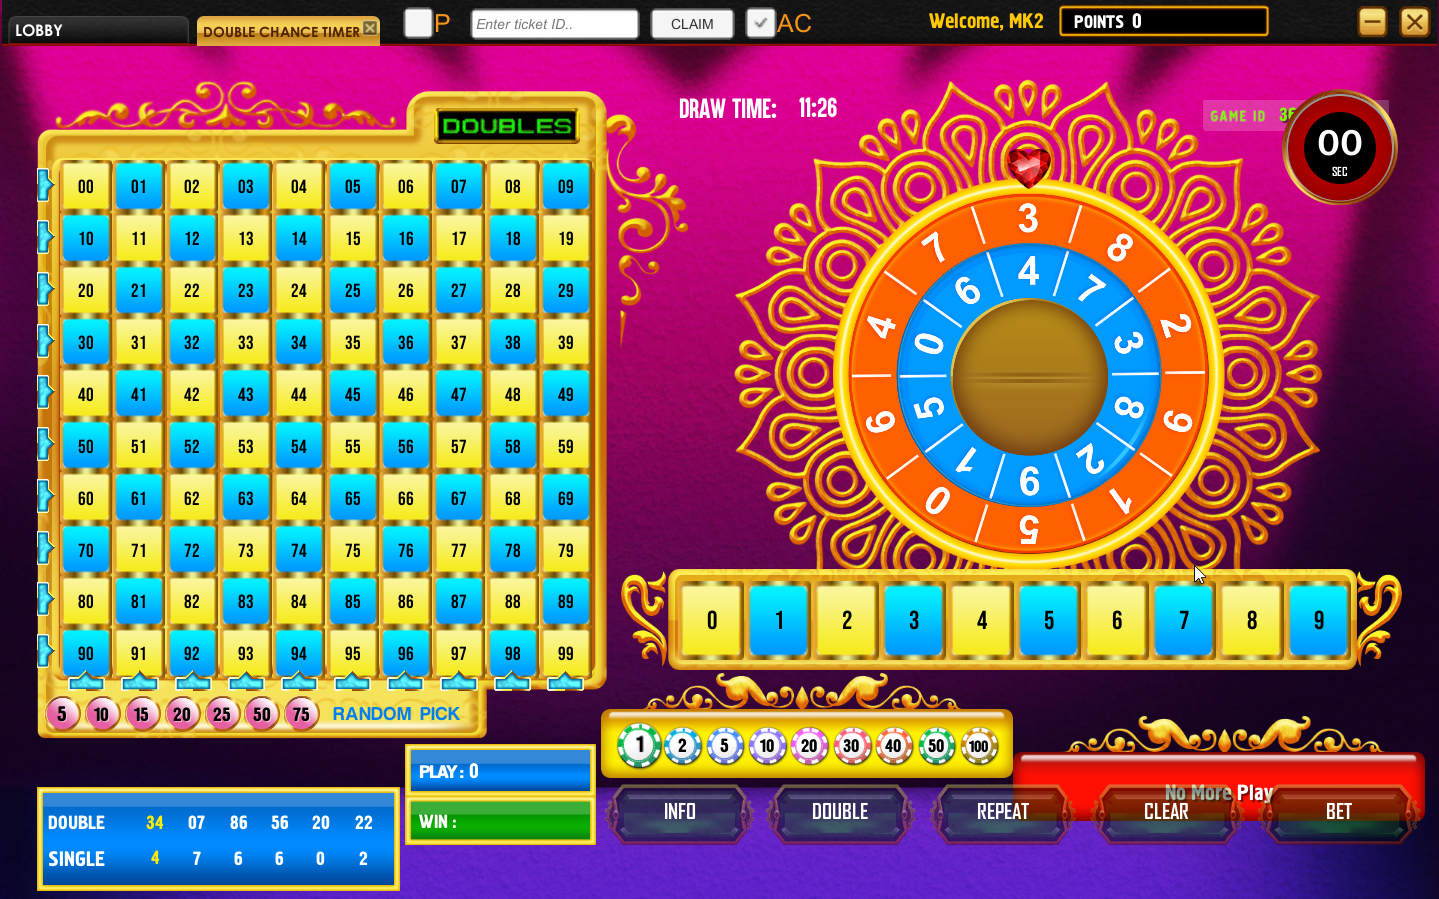 LOBBY
DOUBLE CHANCE TIMER
P
Enter ticket ID..
CLAIM
AC
Welcome, MK2
POINTS 0
DOUBLES
DRAW TIME: 11:26
GAME ID
00
SEC
00 01 02 03 04 05 06 07 08 09
10 11 12 13 14 15 16 17 18 19
20 21 22 23 24 25 26 27 28 29
30 31 32 33 34 35 36 37 38 39
40 41 42 43 44 45 46 47 48 49
50 51 52 53 54 55 56 57 58 59
60 61 62 63 64 65 66 67 68 69
70 71 72 73 74 75 76 77 78 79
80 81 82 83 84 85 86 87 88 89
90 91 92 93 94 95 96 97 98 99
5 10 15 20 25 50 75 RANDOM PICK
3 8 2 9 1 5 0 6 4 7
4 7 3 8 2 9 1 5 0 6
0 1 2 3 4 5 6 7 8 9
1 2 5 10 20 30 40 50 100
PLAY : 0
WIN :
No More Play
INFO DOUBLE REPEAT CLEAR BET
DOUBLE 34 07 86 56 20 22
SINGLE 4 7 6 6 0 2